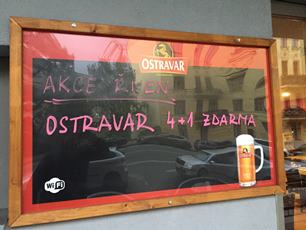 OSTRAVAR
AKCE ŘÍJEN
OSTRAVAR 4+1 ZDARMA
WiFi